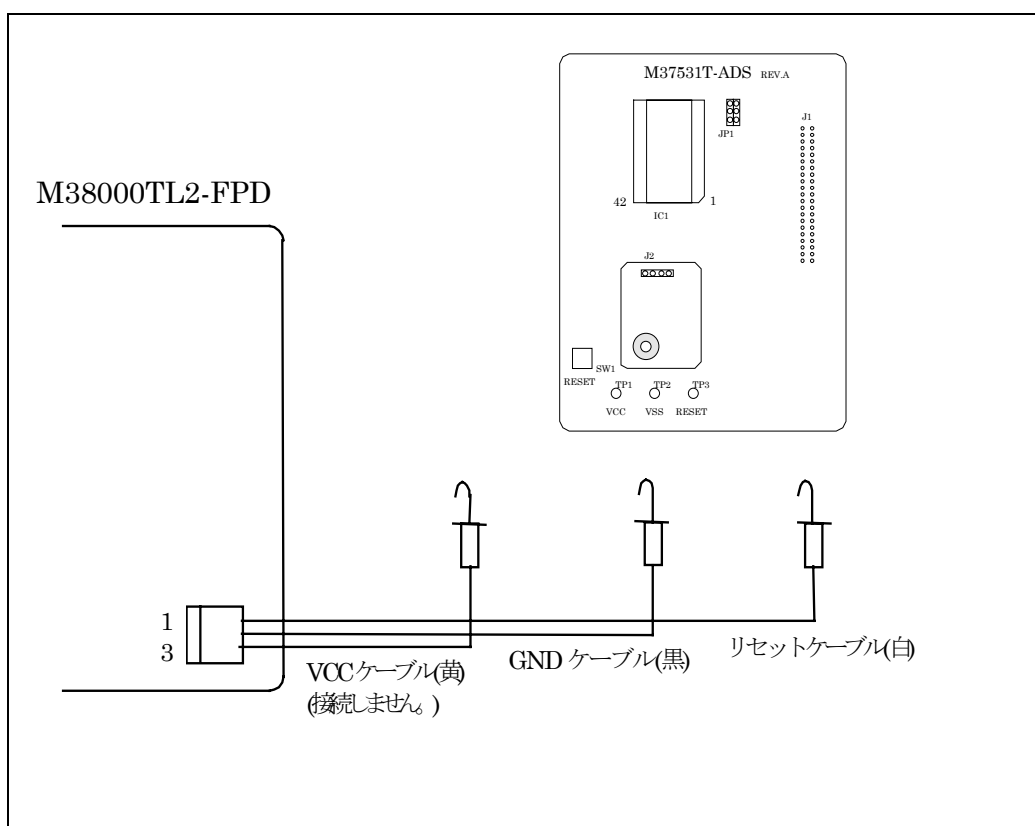 M37531T-ADS REV.A
JP1
J1
42 1
IC1
M38000TL2-FPD
J2
SW1
RESET
TP1 TP2 TP3
VCC VSS RESET
1
3
VCCケーブル(黄)
(接続しません。)
GND ケーブル(黒)
リセットケーブル(白)